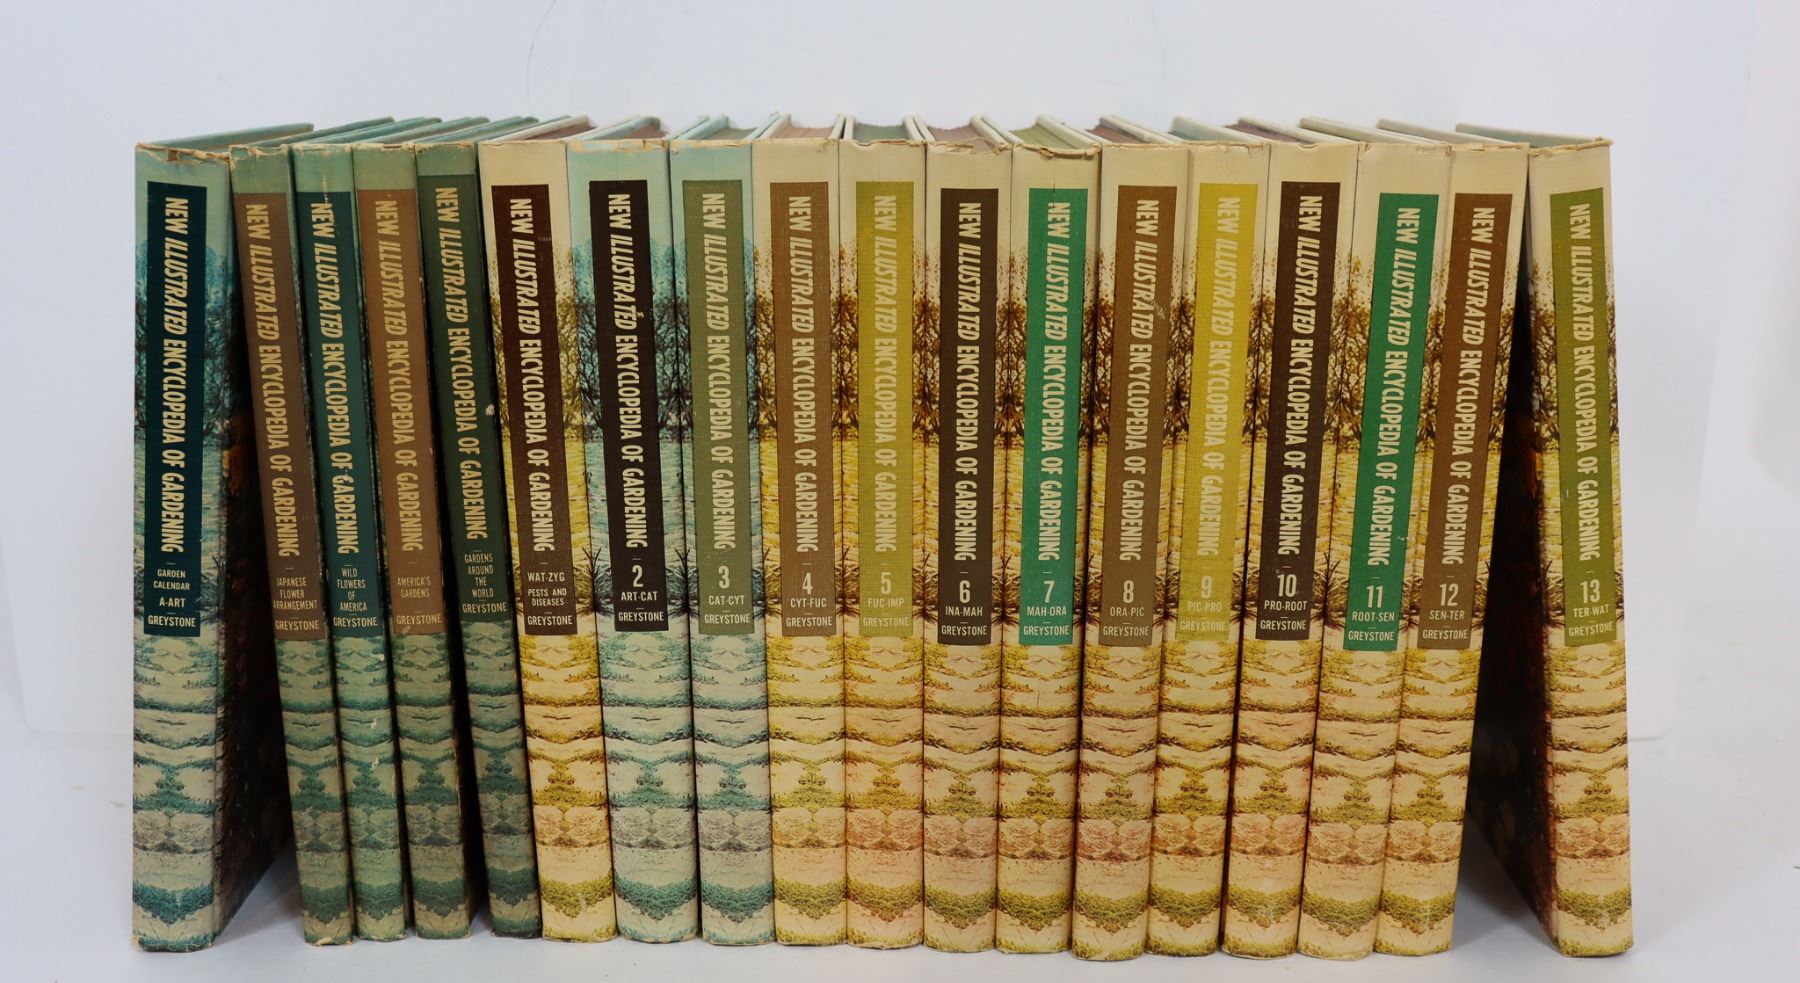 NEW ILLUSTRATED ENCYCLOPEDIA OF GARDENING
GARDEN
CALENDAR
A-ART
GREYSTONE
NEW ILLUSTRATED ENCYCLOPEDIA OF GARDENING
JAPANESE
FLOWER
ARRANGEMENT
GREYSTONE
NEW ILLUSTRATED ENCYCLOPEDIA OF GARDENING
WILD
FLOWERS
OF
AMERICA
GREYSTONE
NEW ILLUSTRATED ENCYCLOPEDIA OF GARDENING
AMERICA'S
GARDENS
GREYSTONE
NEW ILLUSTRATED ENCYCLOPEDIA OF GARDENING
GARDENS
AROUND
THE
WORLD
GREYSTONE
NEW ILLUSTRATED ENCYCLOPEDIA OF GARDENING
WAT-ZYG
PESTS AND
DISEASES
GREYSTONE
NEW ILLUSTRATED ENCYCLOPEDIA OF GARDENING
2
ART-CAT
GREYSTONE
NEW ILLUSTRATED ENCYCLOPEDIA OF GARDENING
3
CAT-CYT
GREYSTONE
NEW ILLUSTRATED ENCYCLOPEDIA OF GARDENING
4
CYT-FUC
GREYSTONE
NEW ILLUSTRATED ENCYCLOPEDIA OF GARDENING
5
FUC-IMP
GREYSTONE
NEW ILLUSTRATED ENCYCLOPEDIA OF GARDENING
6
INA-MAH
GREYSTONE
NEW ILLUSTRATED ENCYCLOPEDIA OF GARDENING
7
MAH-ORA
GREYSTONE
NEW ILLUSTRATED ENCYCLOPEDIA OF GARDENING
8
ORA-PIC
GREYSTONE
NEW ILLUSTRATED ENCYCLOPEDIA OF GARDENING
9
PIC-PRO
GREYSTONE
NEW ILLUSTRATED ENCYCLOPEDIA OF GARDENING
10
PRO-ROOT
GREYSTONE
NEW ILLUSTRATED ENCYCLOPEDIA OF GARDENING
11
ROOT-SEN
GREYSTONE
NEW ILLUSTRATED ENCYCLOPEDIA OF GARDENING
12
SEN-TER
GREYSTONE
NEW ILLUSTRATED ENCYCLOPEDIA OF GARDENING
13
TER-WAT
GREYSTONE